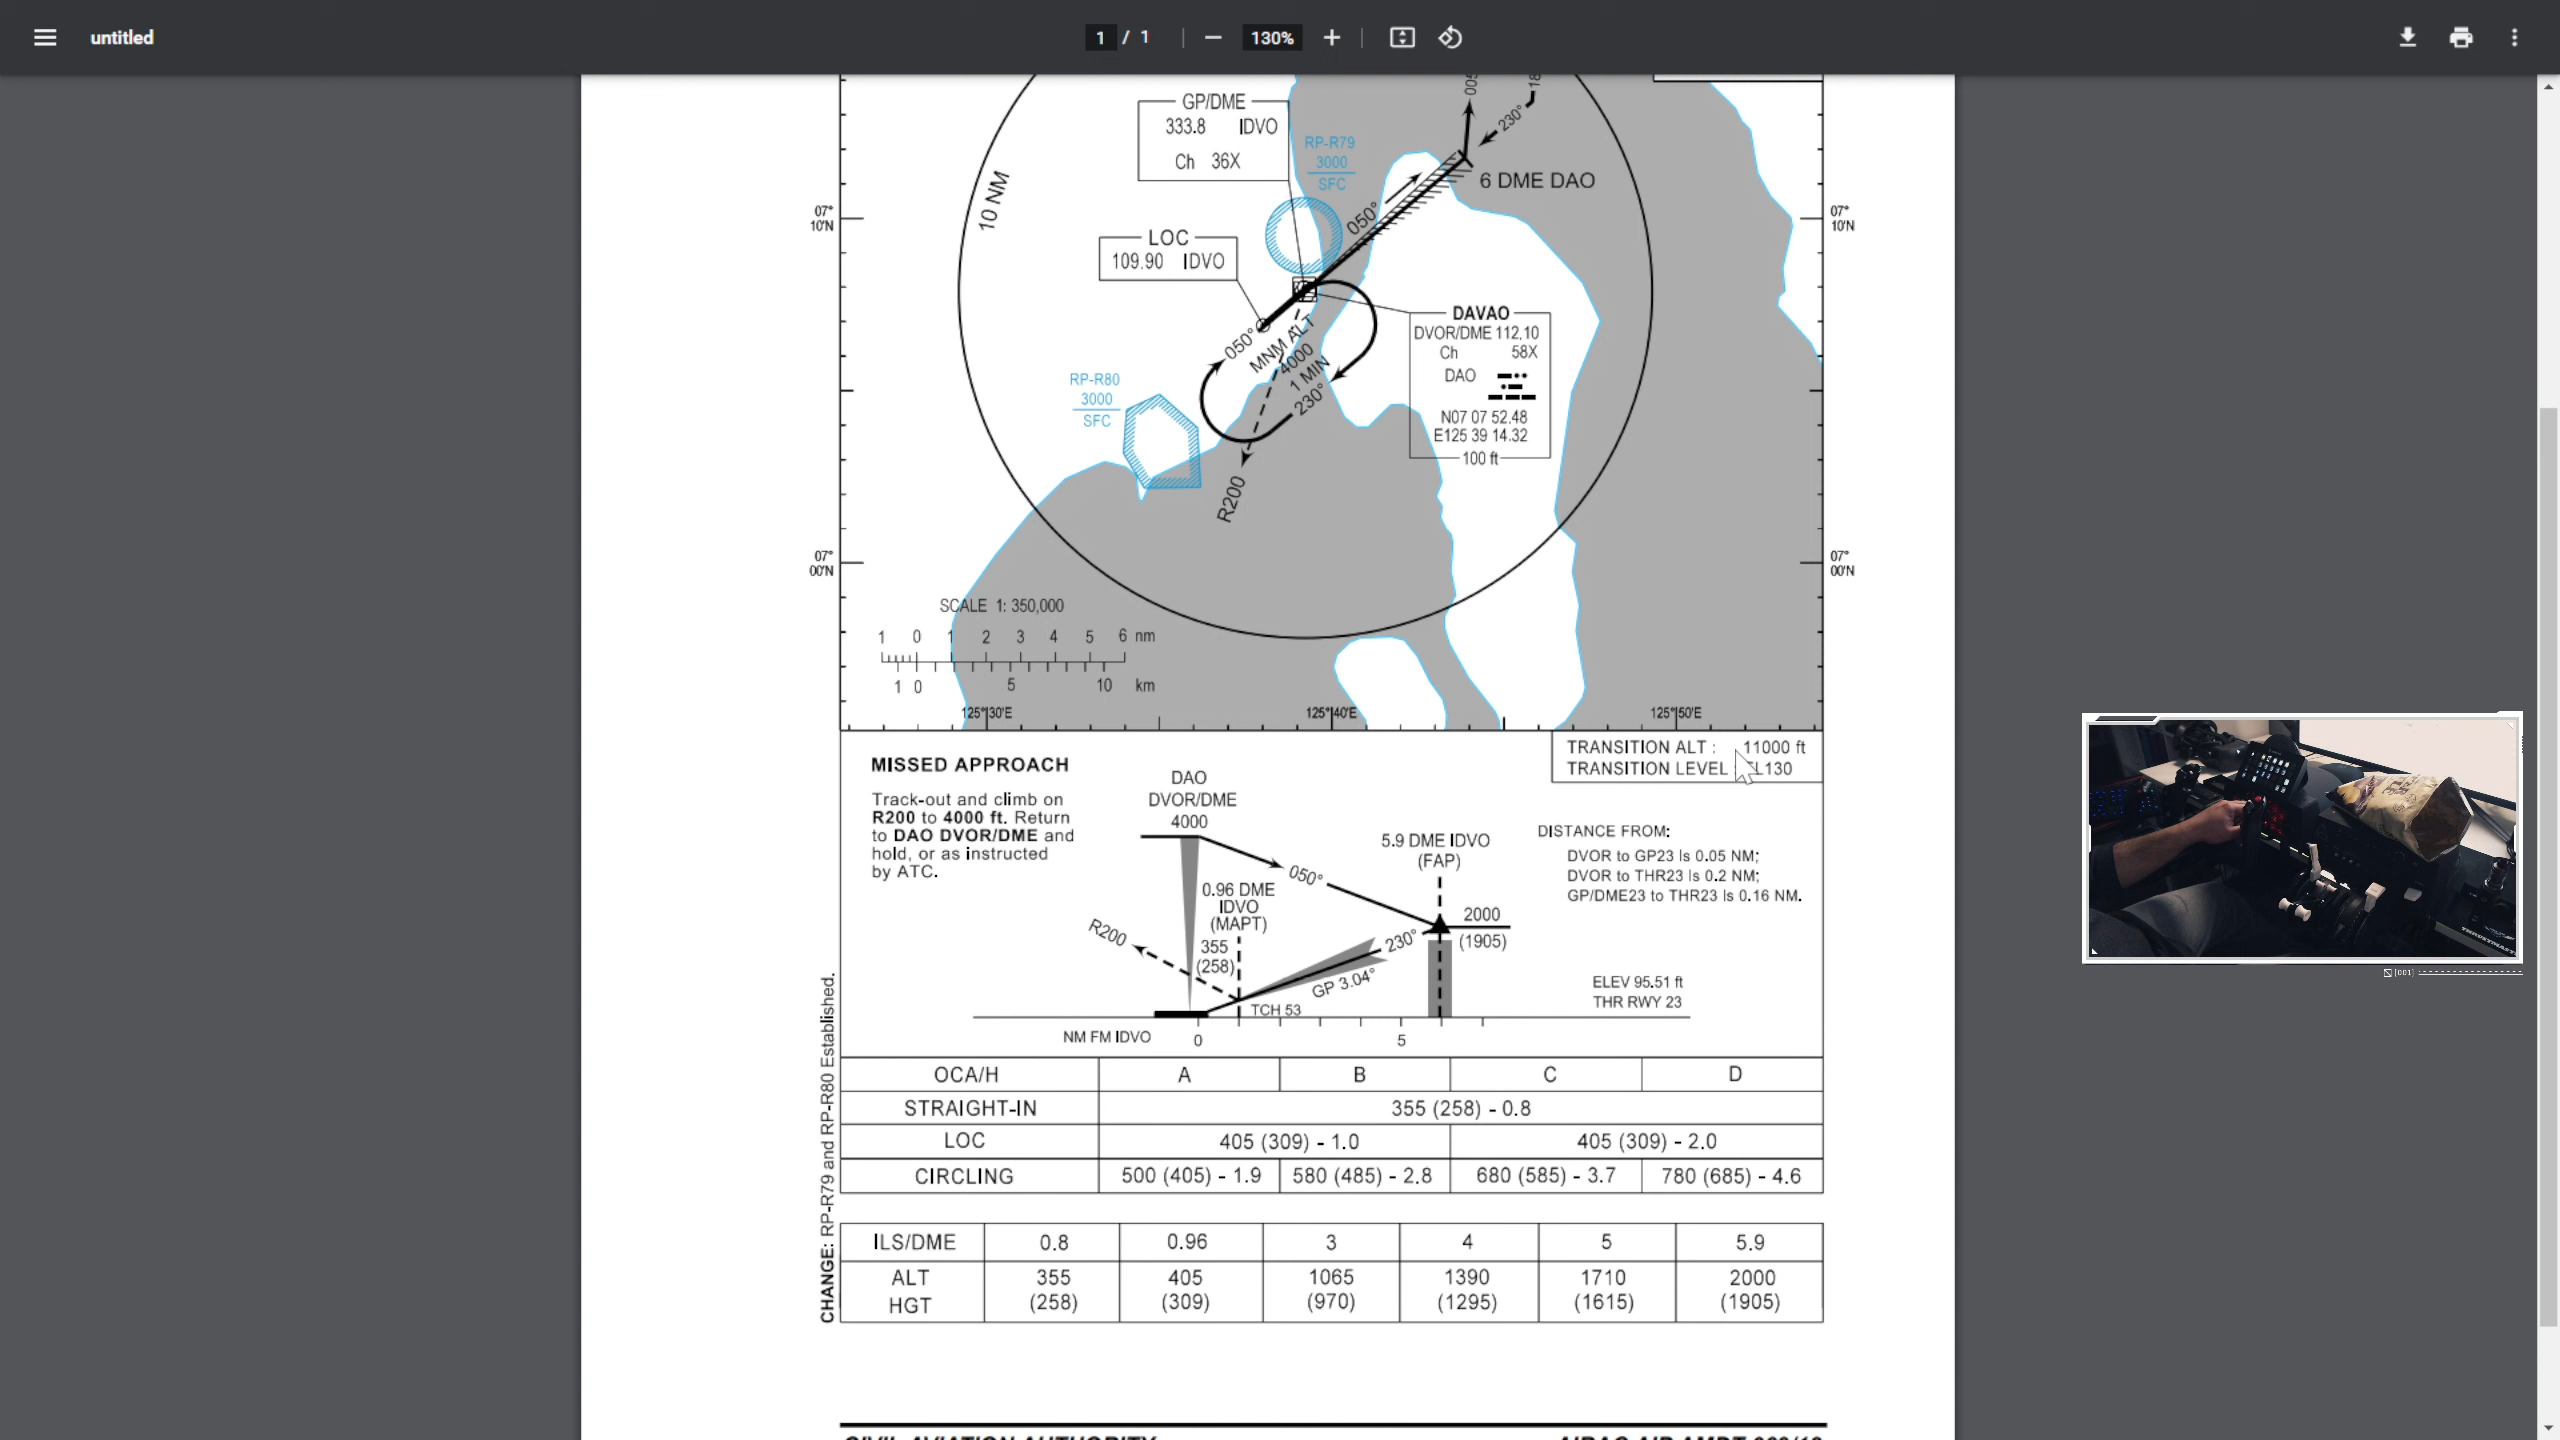 untitled
1 / 1
130%
GP/DME
333.8 IDVO
Ch 36X
RP-R79
3000
SFC
005
18
230°
6 DME DAO
10 NM
050°
07°
10'N
07°
10'N
LOC
109.90 IDVO
050°
MNM ALT
4000
1 MIN
230°
DAVAO
DVOR/DME 112.10
Ch 58X
DAO
N07 07 52.48
E125 39 14.32
100 ft
RP-R80
3000
SFC
R200
07°
00'N
07°
00'N
SCALE 1: 350,000
1 0 1 2 3 4 5 6 nm
1 0 5 10 km
125°30'E
125°40'E
125°50'E
TRANSITION ALT : 11000 ft
TRANSITION LEVEL L130
MISSED APPROACH
Track-out and climb on
R200 to 4000 ft. Return
to DAO DVOR/DME and
hold, or as instructed
by ATC.
DAO
DVOR/DME
4000
050°
5.9 DME IDVO
(FAP)
0.96 DME
IDVO
(MAPT)
R200
355
(258)
230°
2000
(1905)
GP 3.04°
TCH 53
DISTANCE FROM:
DVOR to GP23 is 0.05 NM;
DVOR to THR23 is 0.2 NM;
GP/DME23 to THR23 is 0.16 NM.
ELEV 95.51 ft
THR RWY 23
NM FM IDVO 0 5
OCA/H A B C D
STRAIGHT-IN 355 (258) - 0.8
LOC 405 (309) - 1.0 405 (309) - 2.0
CIRCLING 500 (405) - 1.9 580 (485) - 2.8 680 (585) - 3.7 780 (685) - 4.6
ILS/DME 0.8 0.96 3 4 5 5.9
ALT 355 405 1065 1390 1710 2000
HGT (258) (309) (970) (1295) (1615) (1905)
CHANGE: RP-R79 and RP-R80 Established.
CIVIL AVIATION AUTHORITY
THRUSTMAST
[001]